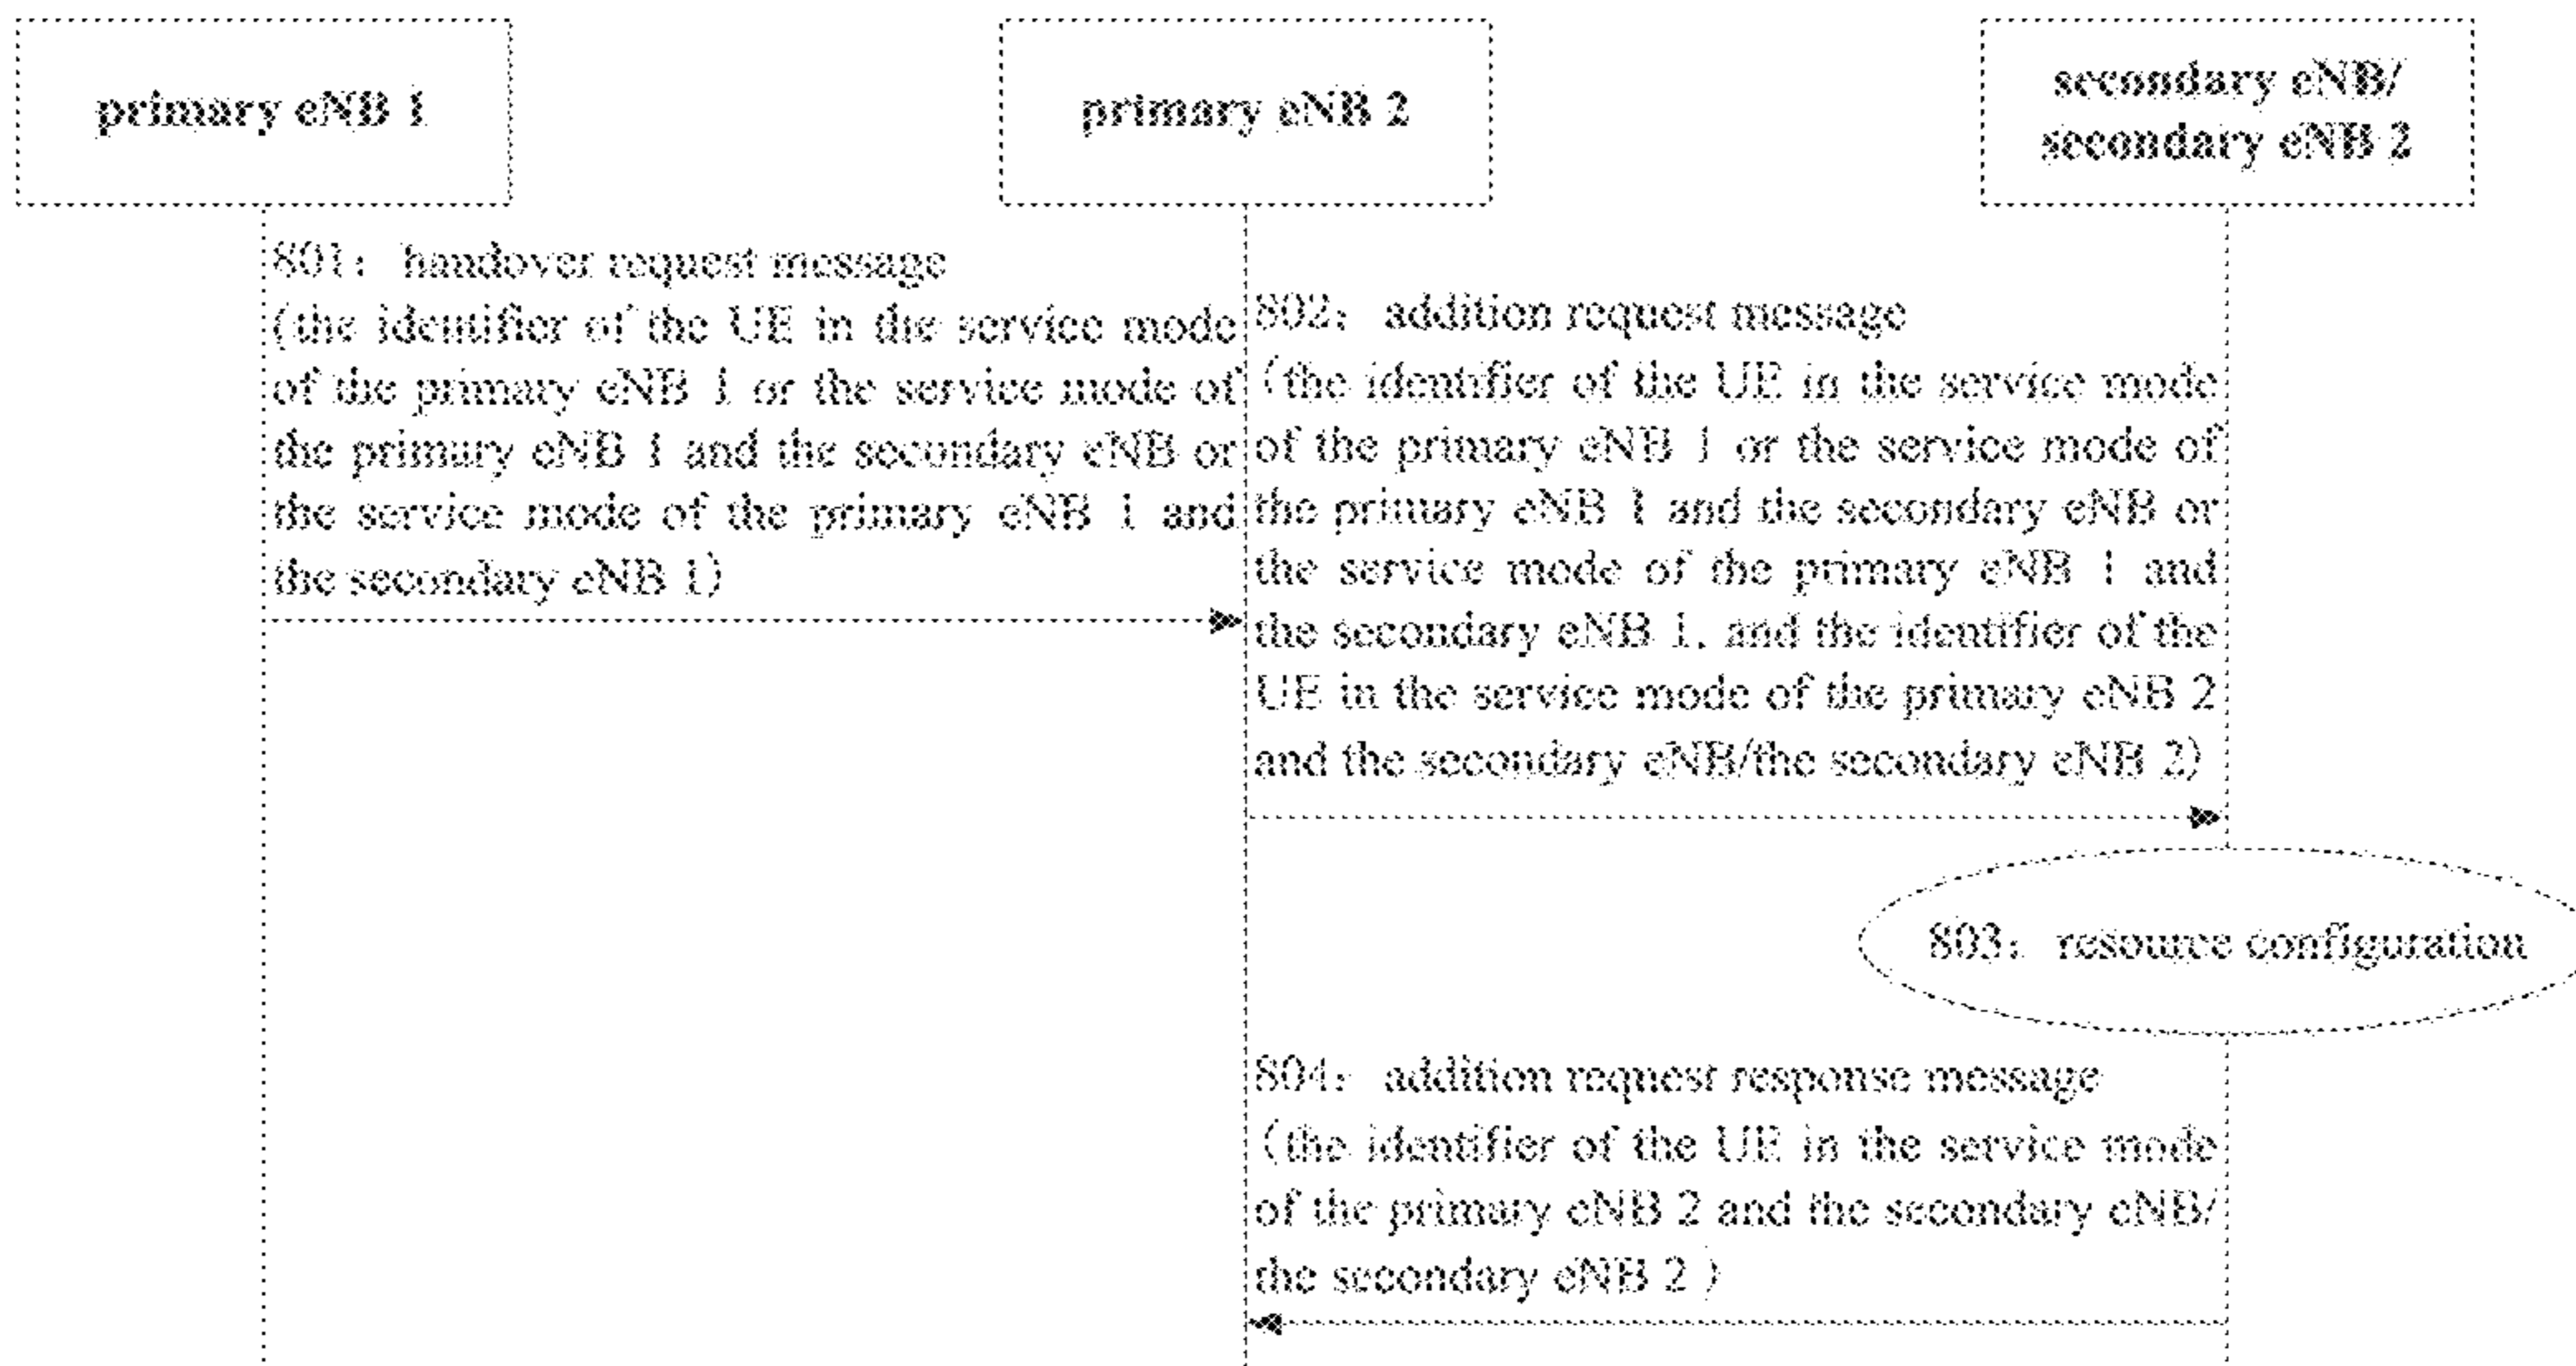 primary eNB 1
primary eNB 2
secondary eNB/
secondary eNB 2
801: handover request message
(the identifier of the UE in the service mode
of the primary eNB 1 or the service mode of
the primary eNB 1 and the secondary eNB or
the service mode of the primary eNB 1 and
the secondary eNB 1)
802: addition request message
(the identifier of the UE in the service mode
of the primary eNB 1 or the service mode of
the primary eNB 1 and the secondary eNB or
the service mode of the primary eNB 1 and
the secondary eNB 1, and the identifier of the
UE in the service mode of the primary eNB 2
and the secondary eNB/the secondary eNB 2)
803: resource configuration
804: addition request response message
(the identifier of the UE in the service mode
of the primary eNB 2 and the secondary eNB/
the secondary eNB 2 )